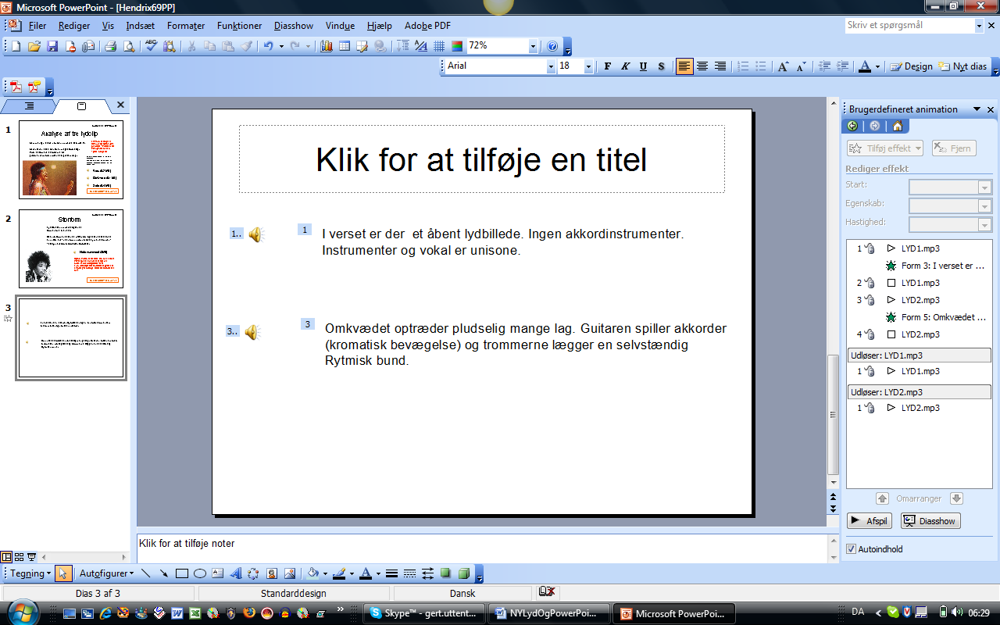 Microsoft PowerPoint - [Hendrix69PP]
Filer Rediger Vis Indsæt Formater Funktioner Diasshow Vindue Hjælp Adobe PDF
Skriv et spørgsmål
72%
Arial 18 F K U S Design Nyt dias
1
Analyse af tre lydclip
2
Storform
3
Klik for at tilføje en titel
1.. 1 I verset er der  et åbent lydbillede. Ingen akkordinstrumenter.
Instrumenter og vokal er unisone.
3.. 3 Omkvædet optræder pludselig mange lag. Guitaren spiller akkorder
(kromatisk bevægelse) og trommerne lægger en selvstændig
Rytmisk bund.
Klik for at tilføje noter
Brugerdefineret animation
Tilføj effekt Fjern
Rediger effekt
Start:
Egenskab:
Hastighed:
1 LYD1.mp3
Form 3: I verset er ...
2 LYD1.mp3
3 LYD2.mp3
Form 5: Omkvædet ...
4 LYD2.mp3
Udløser: LYD1.mp3
1 LYD1.mp3
Udløser: LYD2.mp3
1 LYD2.mp3
Omarranger
Afspil Diasshow
Autoindhold
Tegning Autofigurer
Dias 3 af 3 Standarddesign Dansk
Skype™ - gert.uttent... NYLydOgPowerPoi... Microsoft PowerPoi... DA 06:29